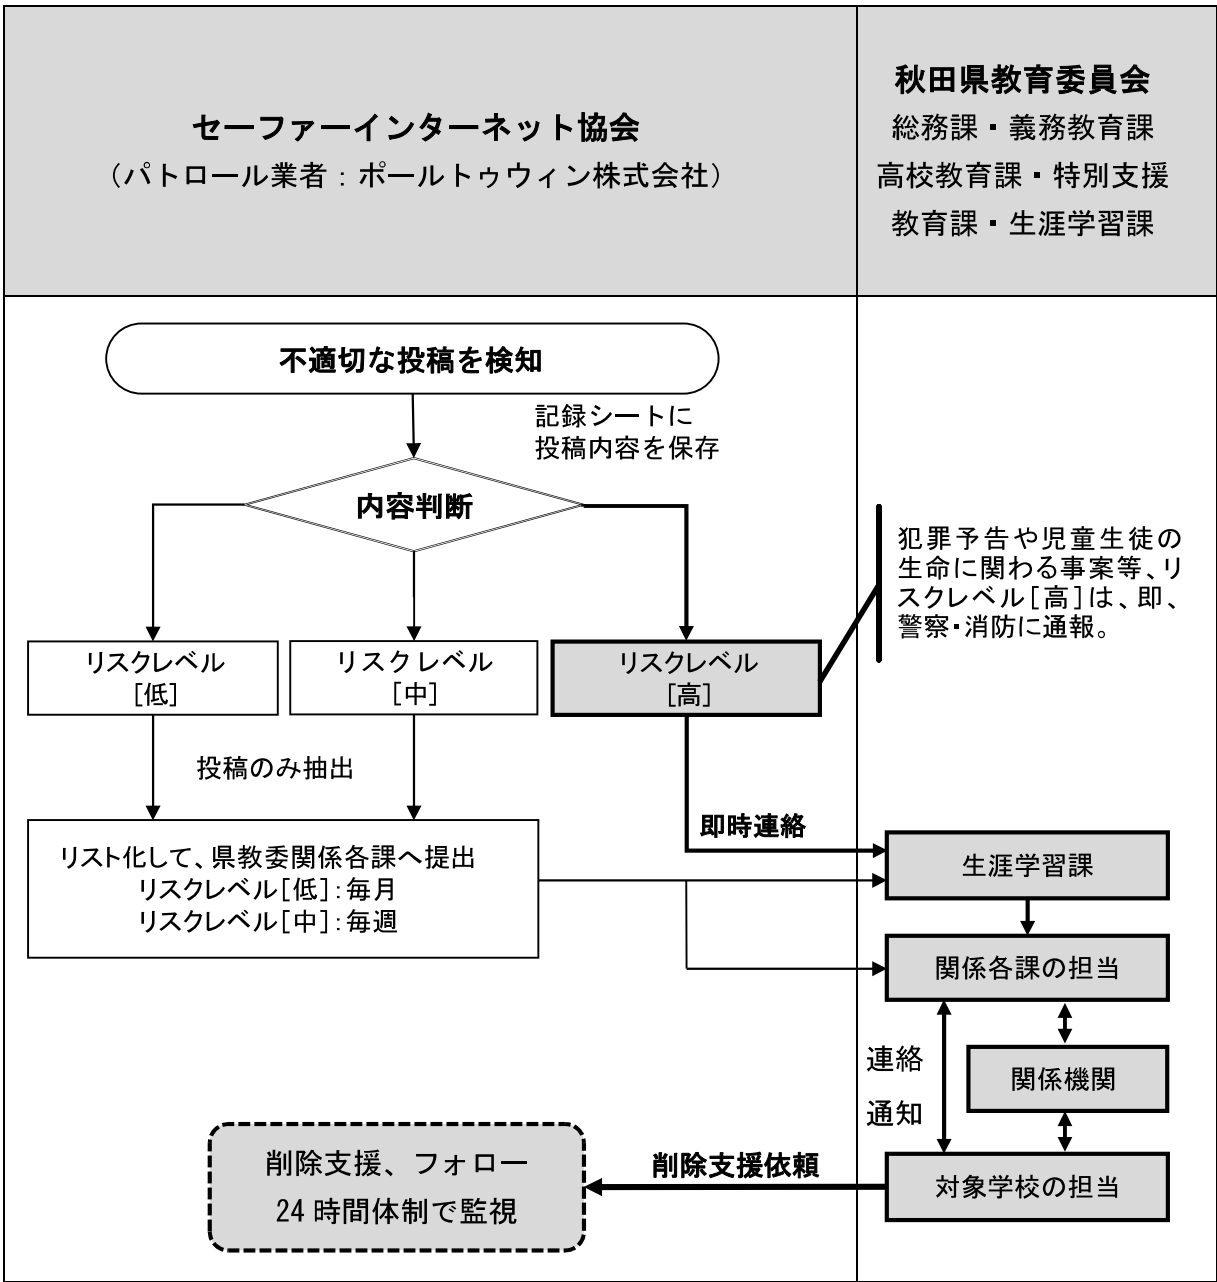 セーファーインターネット協会
（パトロール業者：ポールトゥウィン株式会社）
秋田県教育委員会
総務課・義務教育課
高校教育課・特別支援
教育課・生涯学習課
不適切な投稿を検知
記録シートに
投稿内容を保存
内容判断
犯罪予告や児童生徒の
生命に関わる事案等、リ
スクレベル［高］は、即、
警察・消防に通報。
リスクレベル
［低］
リスクレベル
［中］
リスクレベル
［高］
投稿のみ抽出
即時連絡
リスト化して、県教委関係各課へ提出
リスクレベル［低］：毎月
リスクレベル［中］：毎週
生涯学習課
関係各課の担当
連絡
通知
関係機関
削除支援、フォロー
24時間体制で監視
削除支援依頼
対象学校の担当